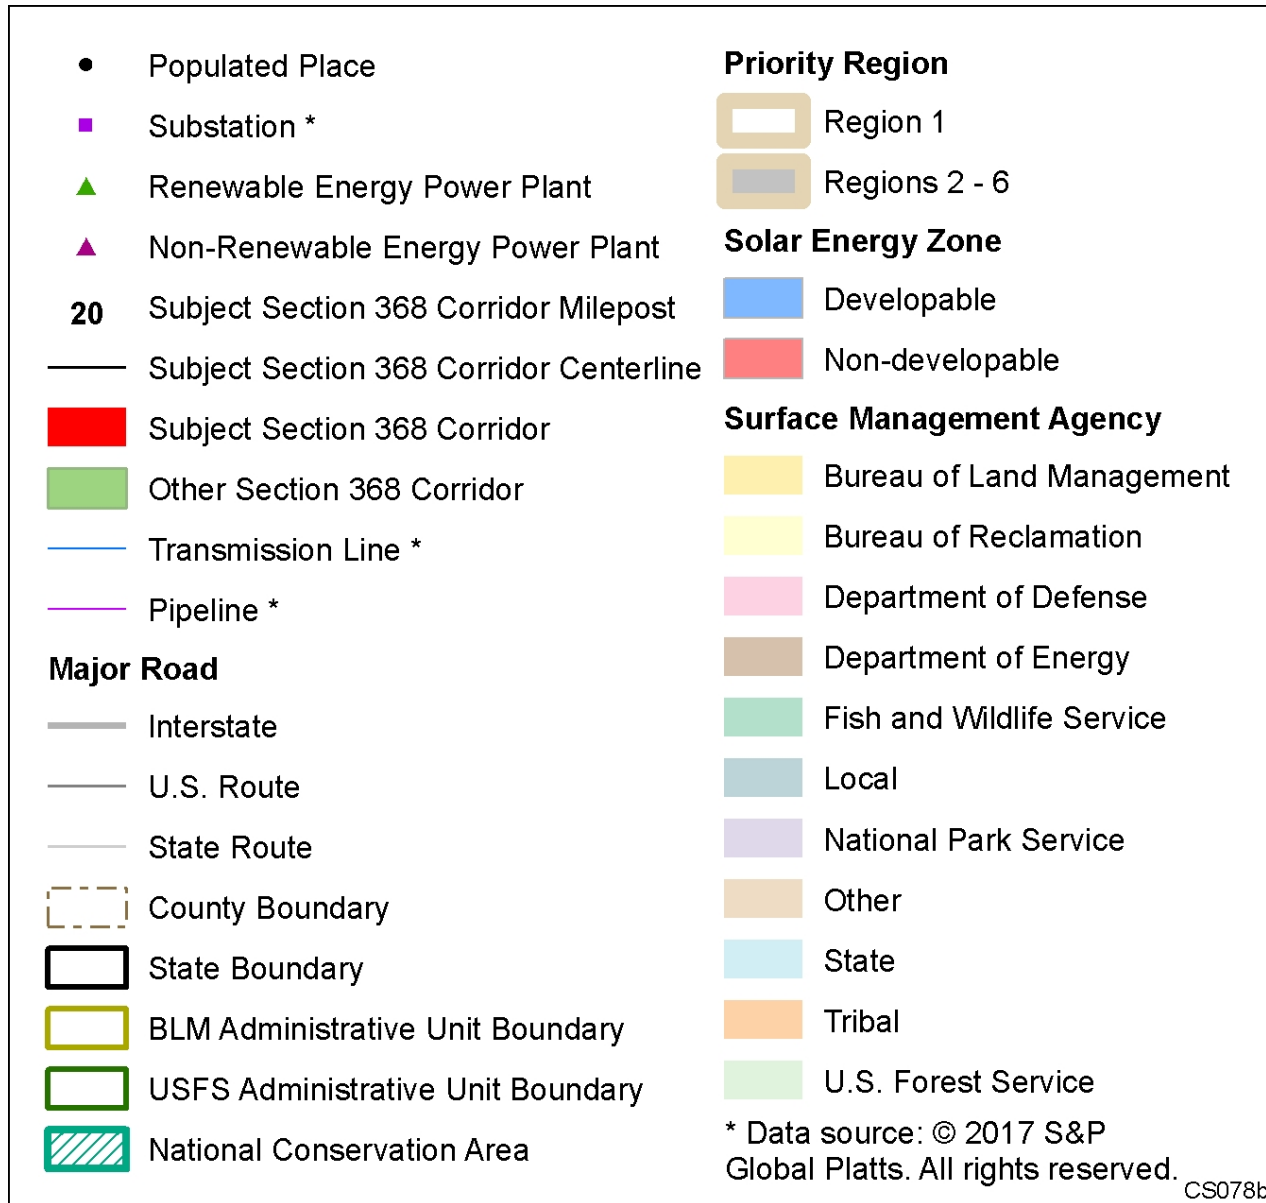 Populated Place
Substation *
Renewable Energy Power Plant
Non-Renewable Energy Power Plant
20 Subject Section 368 Corridor Milepost
Subject Section 368 Corridor Centerline
Subject Section 368 Corridor
Other Section 368 Corridor
Transmission Line *
Pipeline *
Major Road
Interstate
U.S. Route
State Route
County Boundary
State Boundary
BLM Administrative Unit Boundary
USFS Administrative Unit Boundary
National Conservation Area
Priority Region
Region 1
Regions 2 - 6
Solar Energy Zone
Developable
Non-developable
Surface Management Agency
Bureau of Land Management
Bureau of Reclamation
Department of Defense
Department of Energy
Fish and Wildlife Service
Local
National Park Service
Other
State
Tribal
U.S. Forest Service
* Data source: © 2017 S&P
Global Platts. All rights reserved.
CS078b